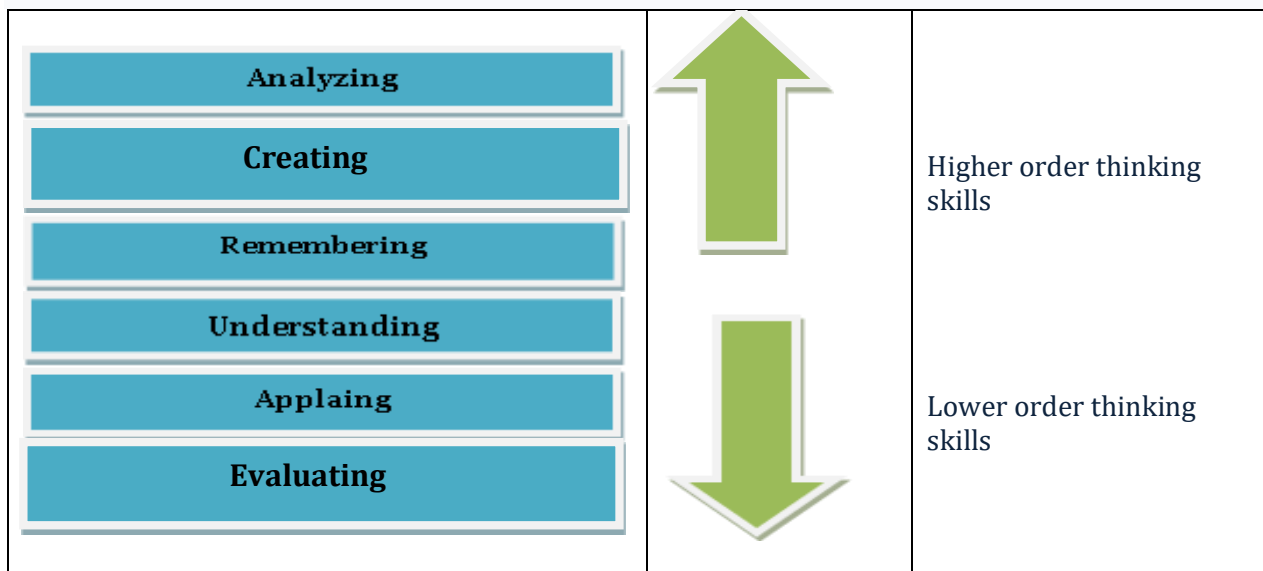 Analyzing
Creating
Remembering
Understanding
Applaing
Evaluating
Higher order thinking
skills
Lower order thinking
skills